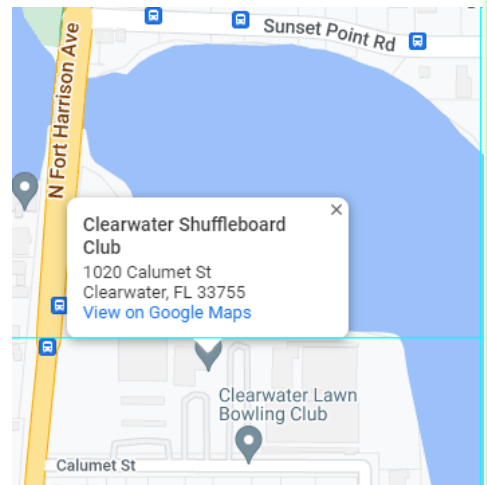 Sunset Point Rd
N Fort Harrison Ave
Clearwater Shuffleboard
Club
1020 Calumet St
Clearwater, FL 33755
View on Google Maps
Clearwater Lawn
Bowling Club
Calumet St